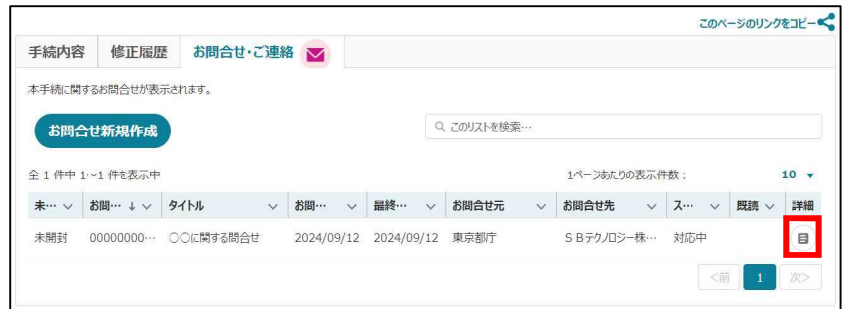 このページのリンクをコピー
手続内容 修正履歴 お問合せ・ご連絡
本手続に関するお問合せが表示されます。
お問合せ新規作成 このリストを検索…
全 1 件中 1~1 件を表示中 1ページあたりの表示件数: 10
未… お問… ↓ タイトル お問… 最終… お問合せ元 お問合せ先 ス… 既読 詳細
未開封 00000000… 〇〇に関する問合せ 2024/09/12 2024/09/12 東京都庁 SBテクノロジー株… 対応中
<前 1 次>